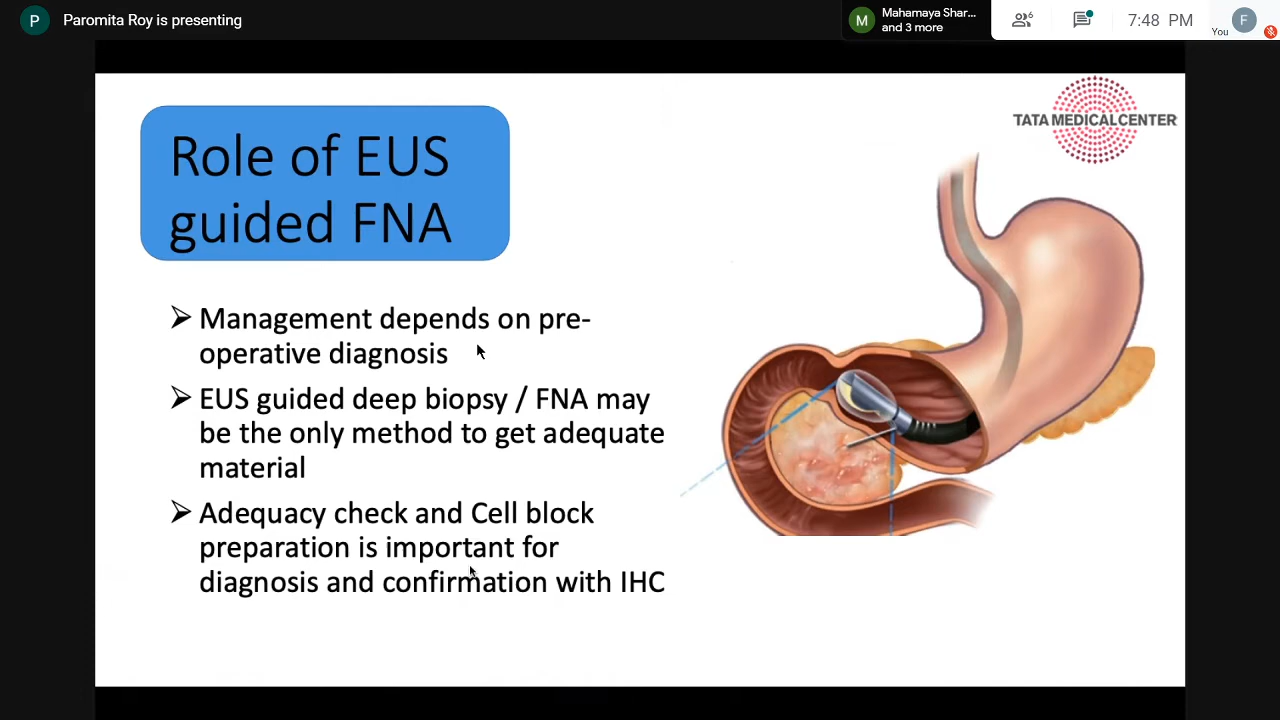 P
Paromita Roy is presenting
M
Mahamaya Shar...
and 3 more
6
7:48 PM
You
F
TATA MEDICAL CENTER
Role of EUS
guided FNA
Management depends on pre-
operative diagnosis
EUS guided deep biopsy / FNA may
be the only method to get adequate
material
Adequacy check and Cell block
preparation is important for
diagnosis and confirmation with IHC